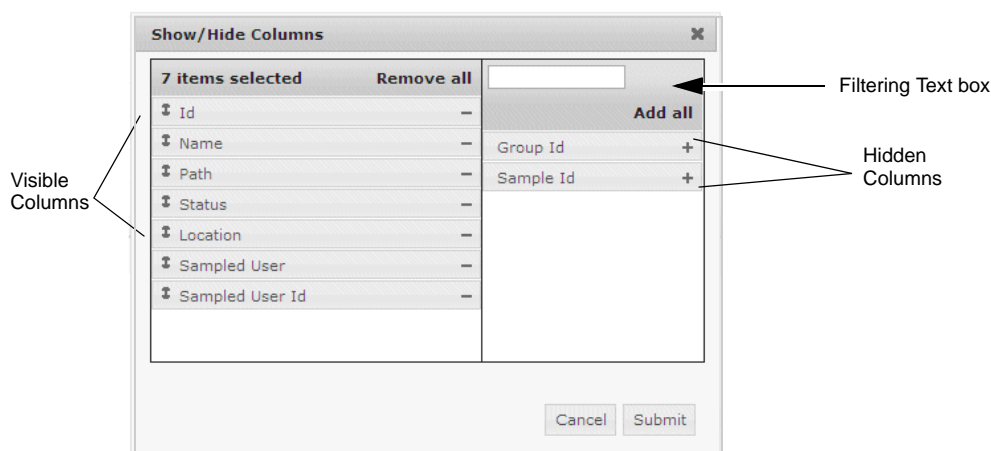 Show/Hide Columns
7 items selected Remove all
Filtering Text box
Add all
Id
Name
Path
Status
Location
Sampled User
Sampled User Id
Group Id
Sample Id
Visible
Columns
Hidden
Columns
Cancel Submit